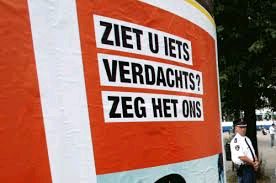 ZIET U IETS
VERDACHTS?
ZEG HET ONS